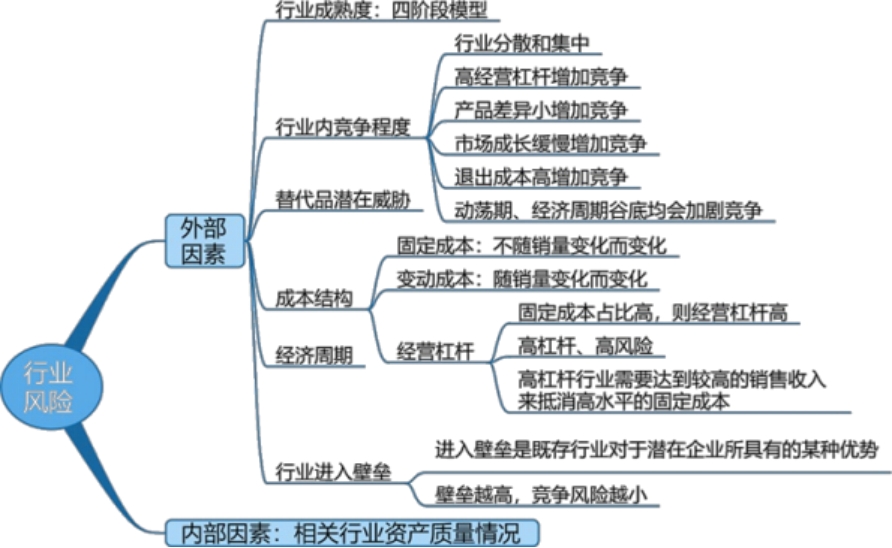 行业
风险
外部
因素
行业成熟度：四阶段模型
行业内竞争程度
行业分散和集中
高经营杠杆增加竞争
产品差异小增加竞争
市场成长缓慢增加竞争
退出成本高增加竞争
动荡期、经济周期谷底均会加剧竞争
替代品潜在威胁
成本结构
固定成本：不随销量变化而变化
变动成本：随销量变化而变化
经营杠杆
固定成本占比高，则经营杠杆高
高杠杆、高风险
高杠杆行业需要达到较高的销售收入
来抵消高水平的固定成本
经济周期
行业进入壁垒
进入壁垒是既存行业对于潜在企业所具有的某种优势
壁垒越高，竞争风险越小
内部因素：相关行业资产质量情况